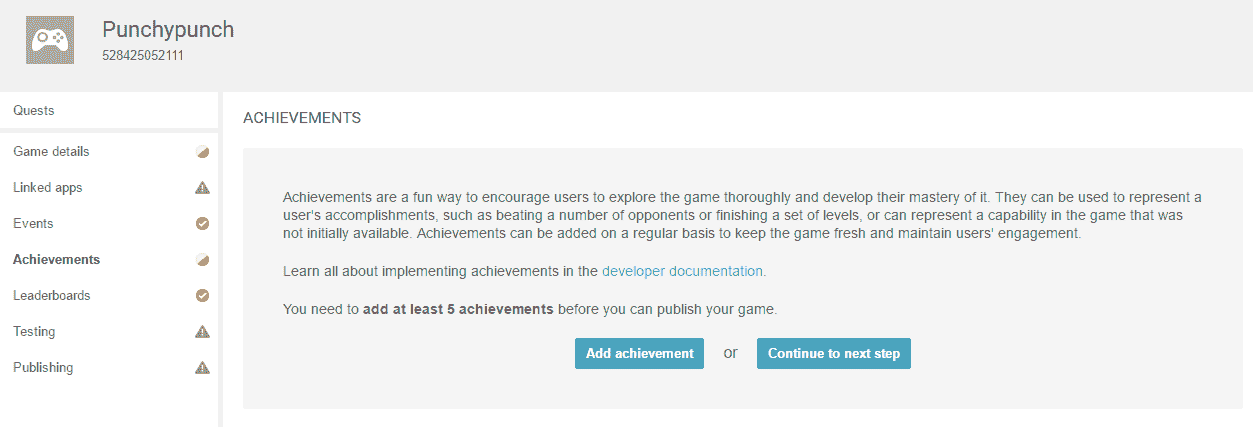 Punchypunch
528425052111
Quests
Game details
Linked apps
Events
Achievements
Leaderboards
Testing
Publishing
ACHIEVEMENTS
Achievements are a fun way to encourage users to explore the game thoroughly and develop their mastery of it. They can be used to represent a
user's accomplishments, such as beating a number of opponents or finishing a set of levels, or can represent a capability in the game that was
not initially available. Achievements can be added on a regular basis to keep the game fresh and maintain users' engagement.
Learn all about implementing achievements in the developer documentation.
You need to add at least 5 achievements before you can publish your game.
Add achievement or Continue to next step